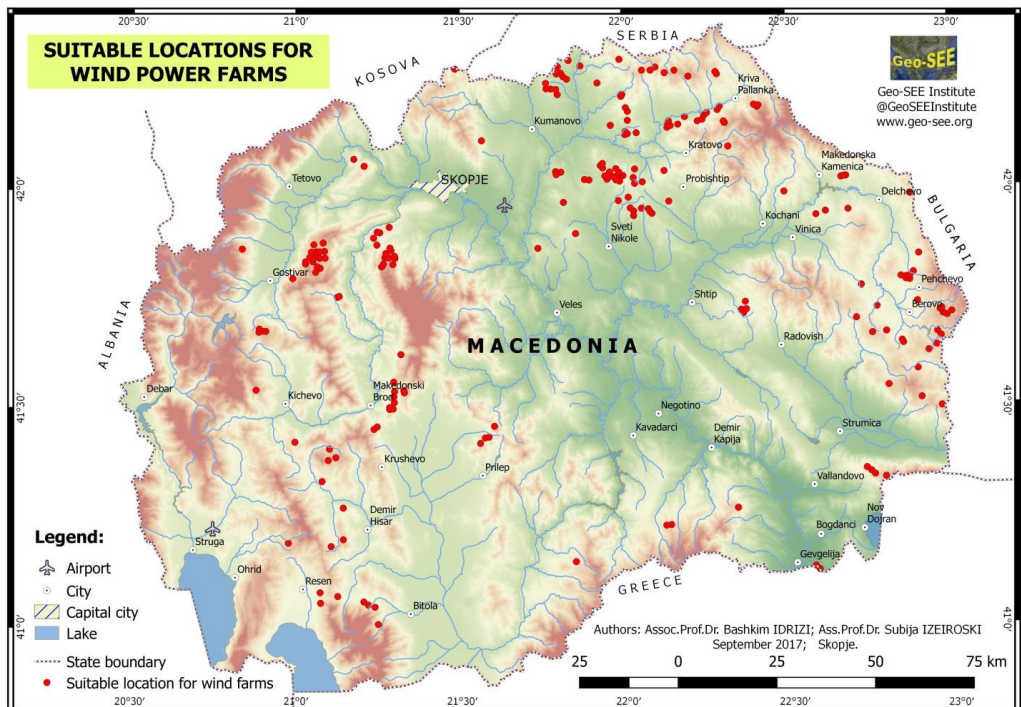 20°30'
21°0'
21°30'
22°0'
22°30'
23°0'
SUITABLE LOCATIONS FOR
WIND POWER FARMS
SERBIA
KOSOVA
Geo-SEE
Geo-SEE Institute
@GeoSEEInstitute
www.geo-see.org
Kriva
Pallanka
Kumanovo
Kratovo
Makedonska
Kamenica
42°0'
Tetovo
SKOPJE
Probishtip
Delchevo
42°0'
BULGARIA
Kochani
Vinica
Sveti
Nikole
Gostivar
Pehchevo
Shtip
Berovo
Veles
ALBANIA
MACEDONIA
Radovish
Debar
Kichevo
Makedonski
Brod
41°30'
Negotino
41°30'
Kavadarci
Demir
Kapija
Strumica
Krushevo
Prilep
Vallandovo
Demir
Hisar
Nov
Dojran
Bogdanci
Legend:
Airport
City
Capital city
Lake
State boundary
Suitable location for wind farms
Struga
Ohrid
Resen
Gevgelija
GREECE
Bitola
41°0'
41°0'
Authors: Assoc.Prof.Dr. Bashkim IDRIZI; Ass.Prof.Dr. Subija IZEIROSKI
September 2017; Skopje.
25 0 25 50 75 km
20°30'
21°0'
21°30'
22°0'
22°30'
23°0'